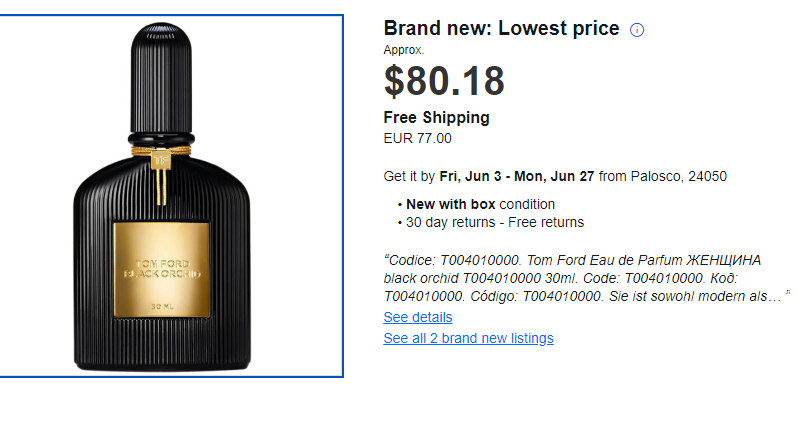 Brand new: Lowest price
Approx.
$80.18
Free Shipping
EUR 77.00
Get it by Fri, Jun 3 - Mon, Jun 27 from Palosco, 24050
• New with box condition
• 30 day returns - Free returns
“Codice: T004010000. Tom Ford Eau de Parfum ЖЕНЩИНА
black orchid T004010000 30ml. Code: T004010000. Код:
T004010000. Código: T004010000. Sie ist sowohl modern als… ”
See details
See all 2 brand new listings
TF
TOM FORD
BLACK ORCHID
30 ML